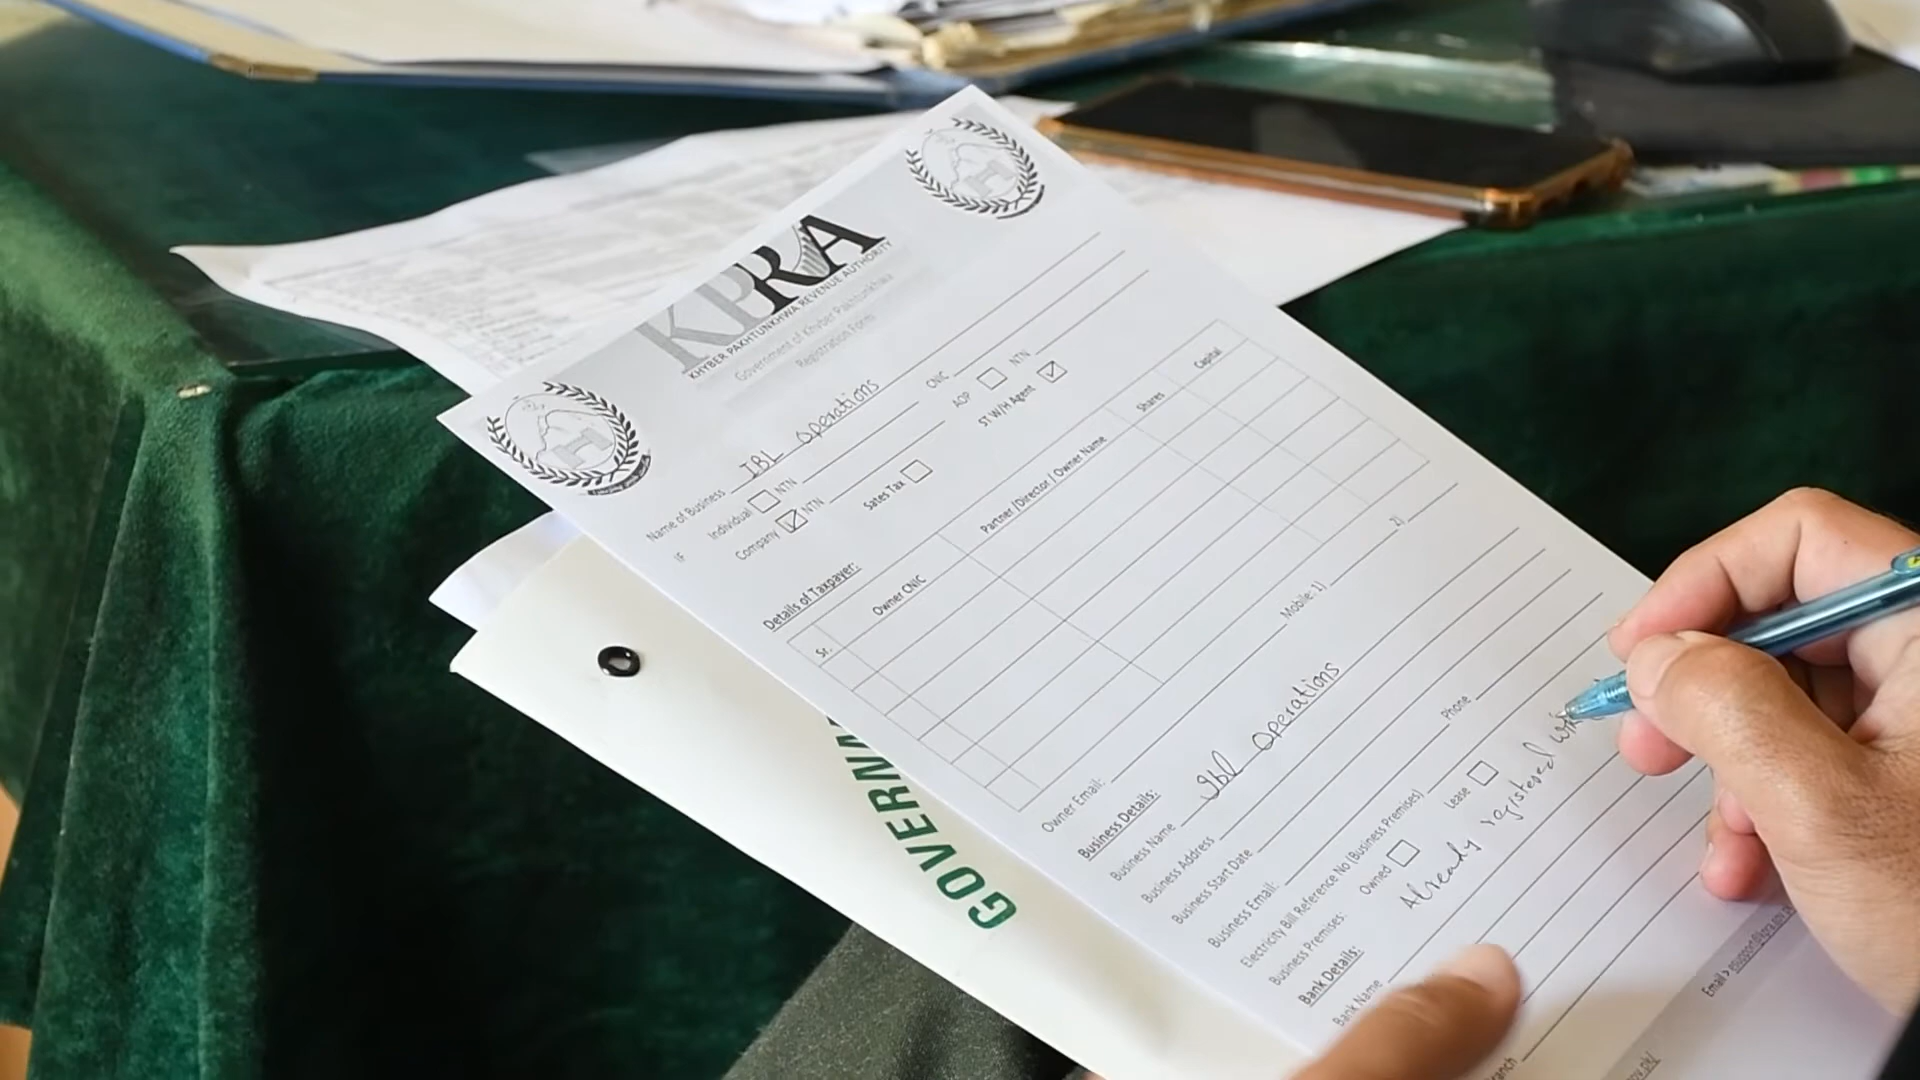 KPRA
KHYBER PAKHTUNKHWA REVENUE AUTHORITY
Government of Khyber Pakhtunkhwa
Registration Form
Name of Business IBL Operations CNIC
IF Individual NTN AOP NTN
Company NTN Sales Tax ST W/H Agent
Details of Taxpayer:
Sr. Owner CNIC Partner /Director / Owner Name Shares Capital
Owner Email: Mobile: 1) 2)
Business Details:
Business Name Ibl Operations
Business Address
Business Start Date
Business Email: Phone
Electricity Bill Reference No (Business Premises)
Business Premises: Owned Lease
Bank Details: Already registered with
Bank Name
GOVERN